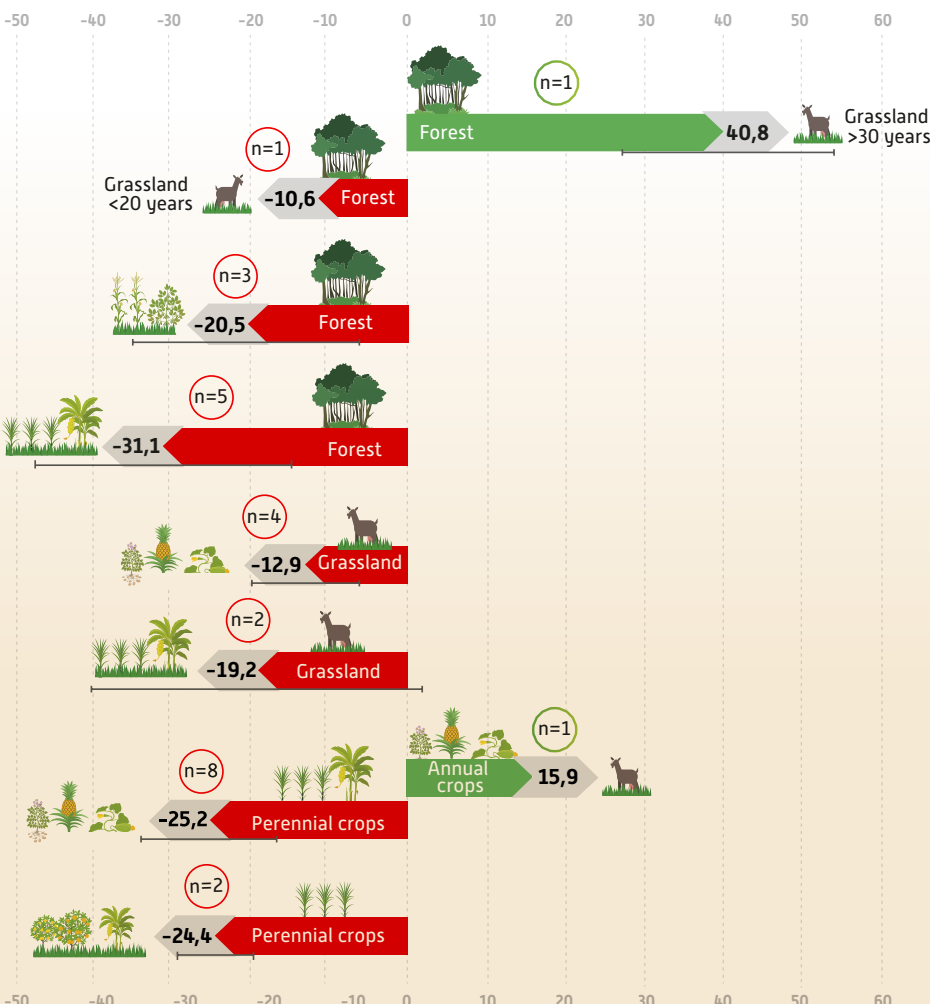 -50 -40 -30 -20 -10 0 10 20 30 40 50 60
n=1
Forest
40,8
Grassland
>30 years
n=1
Grassland
<20 years
-10,6
Forest
n=3
-20,5
Forest
n=5
-31,1
Forest
n=4
-12,9
Grassland
n=2
-19,2
Grassland
n=1
Annual
crops
15,9
n=8
-25,2
Perennial crops
n=2
-24,4
Perennial crops
-50 -40 -30 -20 -10 0 10 20 30 40 50 60